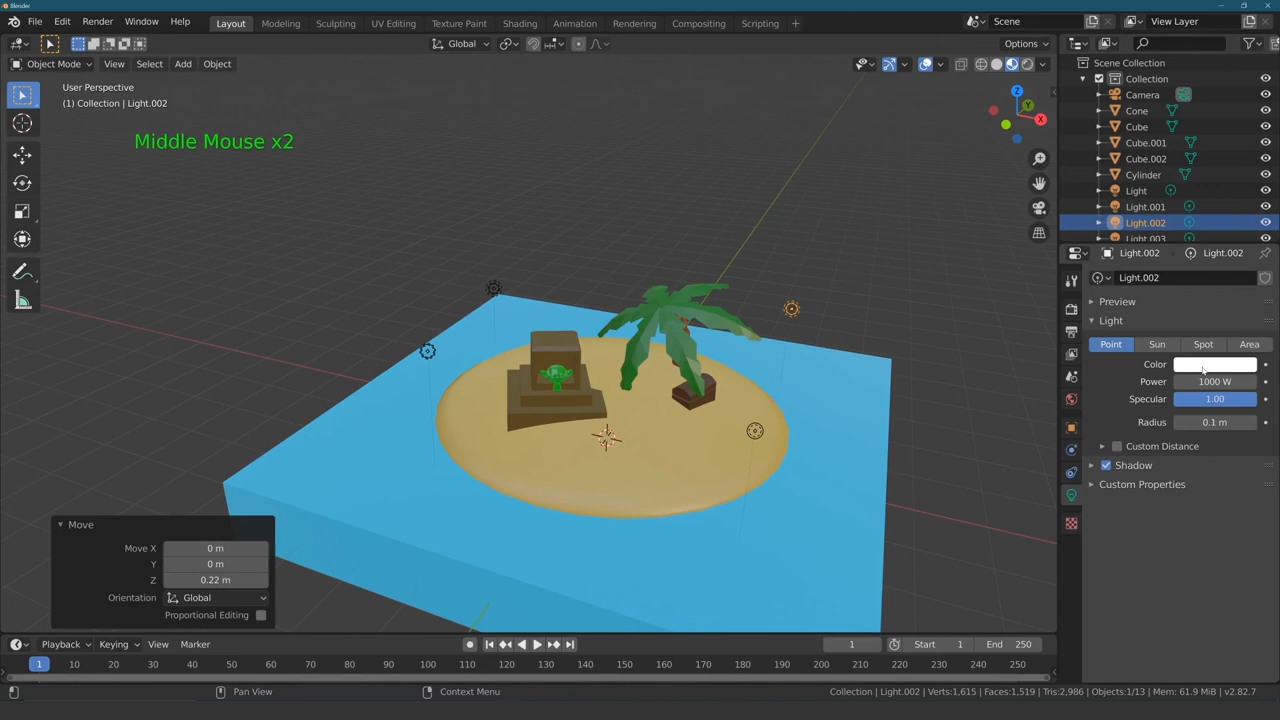 Blender
File Edit Render Window Help Layout Modeling Sculpting UV Editing Texture Paint Shading Animation Rendering Compositing Scripting + Scene View Layer
Global Options
Object Mode View Select Add Object
User Perspective
(1) Collection | Light.002
Middle Mouse x2
Z
Y
X
Scene Collection
Collection
Camera
Cone
Cube
Cube.001
Cube.002
Cylinder
Light
Light.001
Light.002
Light.003
Light.002 Light.002
Light.002
Preview
Light
Point Sun Spot Area
Color
Power 1000 W
Specular 1.00
Radius 0.1 m
Custom Distance
Shadow
Custom Properties
Move
Move X 0 m
Y 0 m
Z 0.22 m
Orientation Global
Proportional Editing
Playback Keying View Marker 1 Start 1 End 250
1 10 20 30 40 50 60 70 80 90 100 110 120 130 140 150 160 170 180 190 200 210 220 230 240 250
Pan View Context Menu Collection | Light.002 | Verts:1,615 | Faces:1,519 | Tris:2,986 | Objects:1/13 | Mem: 61.9 MiB | v2.82.7